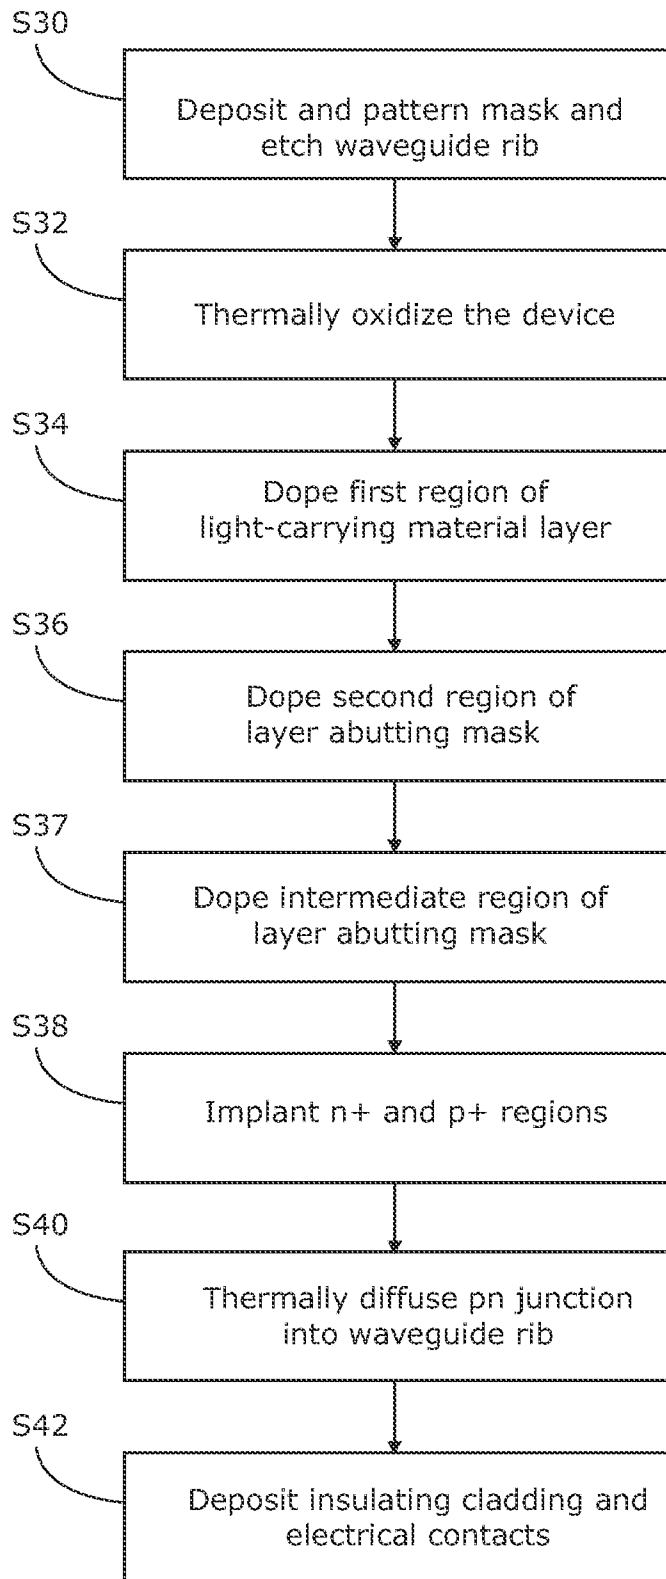 S30
Deposit and pattern mask and
etch waveguide rib
S32
Thermally oxidize the device
S34
Dope first region of
light-carrying material layer
S36
Dope second region of
layer abutting mask
S37
Dope intermediate region of
layer abutting mask
S38
Implant n+ and p+ regions
S40
Thermally diffuse pn junction
into waveguide rib
S42
Deposit insulating cladding and
electrical contacts